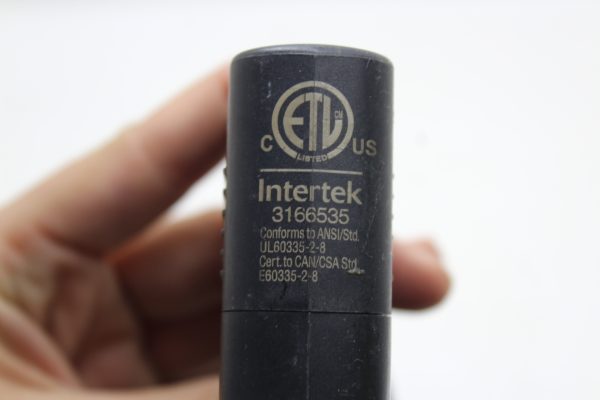 ETL CM
C US
LISTED
Intertek
3166535
Conforms to ANSI/Std.
UL60335-2-8
Cert. to CAN/CSA Std.
E60335-2-8